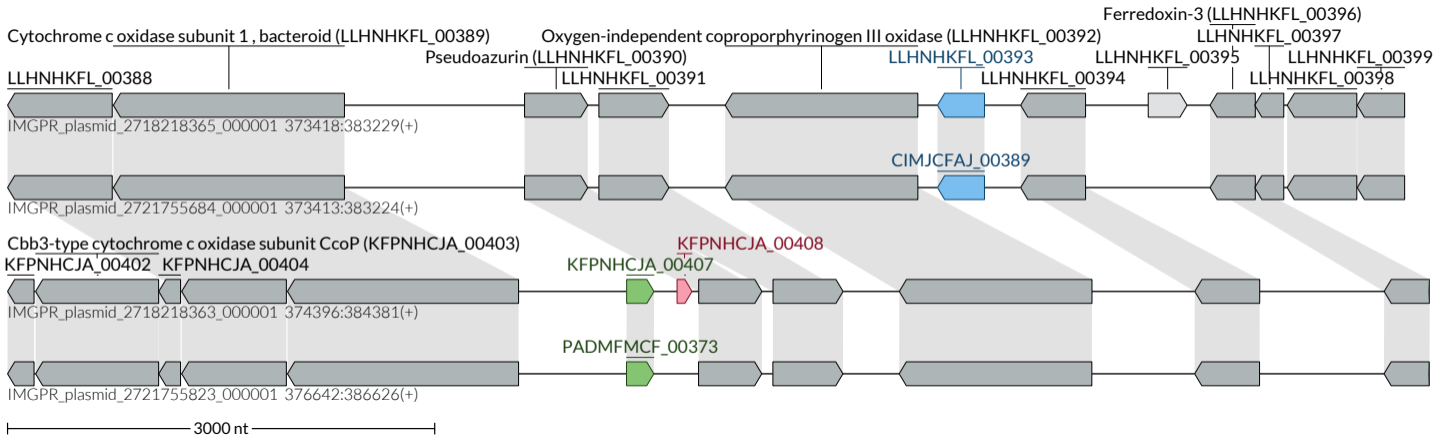 Ferredoxin-3 (LLHNHKFL_00396)
Cytochrome c oxidase subunit 1 , bacteroid (LLHNHKFL_00389) Oxygen-independent coproporphyrinogen III oxidase (LLHNHKFL_00392) LLHNHKFL_00397
Pseudoazurin (LLHNHKFL_00390) LLHNHKFL_00393 LLHNHKFL_00395 LLHNHKFL_00399
LLHNHKFL_00388 LLHNHKFL_00391 LLHNHKFL_00394 LLHNHKFL_00398
IMGPR_plasmid_2718218365_000001 373418:383229(+)
CIMJCFAJ_00389
IMGPR_plasmid_2721755684_000001 373413:383224(+)
Cbb3-type cytochrome c oxidase subunit CcoP (KFPNHCJA_00403) KFPNHCJA_00408
KFPNHCJA_00402 KFPNHCJA_00404 KFPNHCJA_00407
IMGPR_plasmid_2718218363_000001 374396:384381(+)
PADMFMCF_00373
IMGPR_plasmid_2721755823_000001 376642:386626(+)
3000 nt